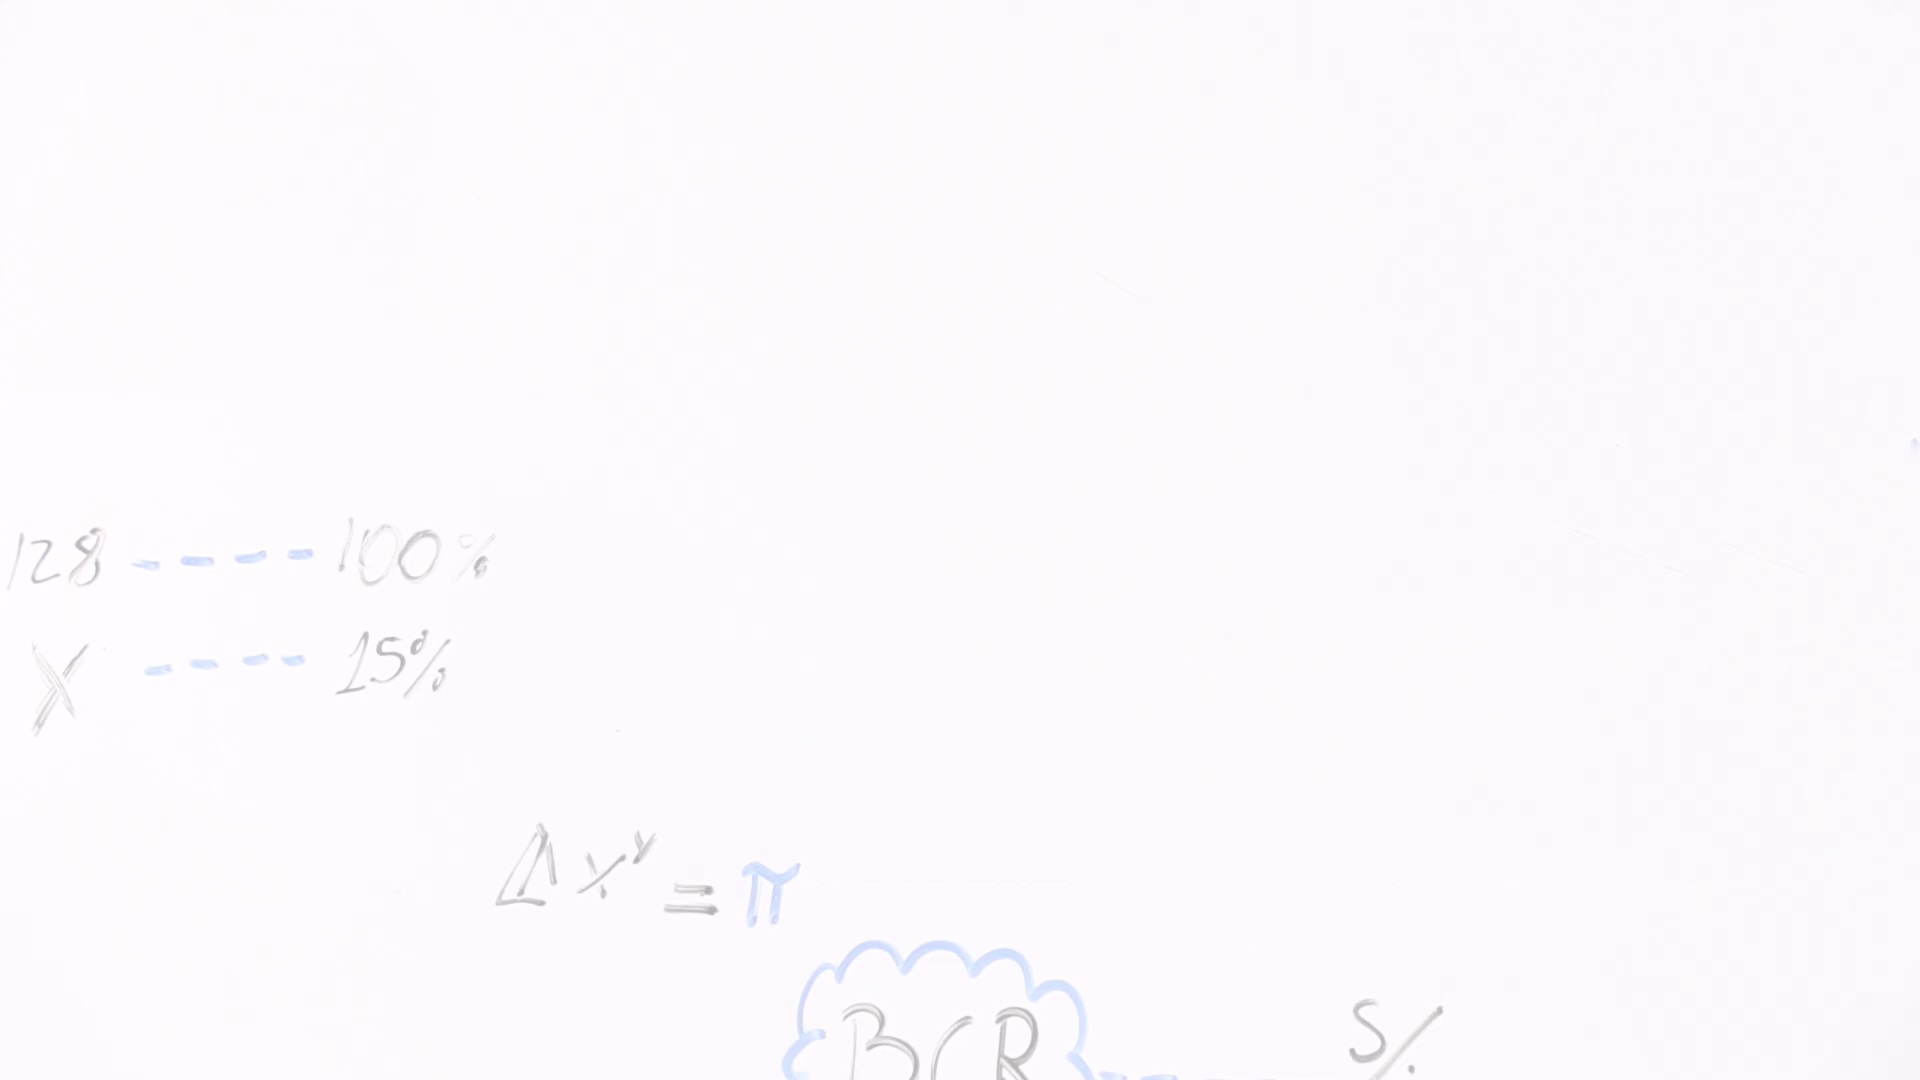 128 ---- 100%
X ---- 15%
Δx^y = π
BCR -- S/.